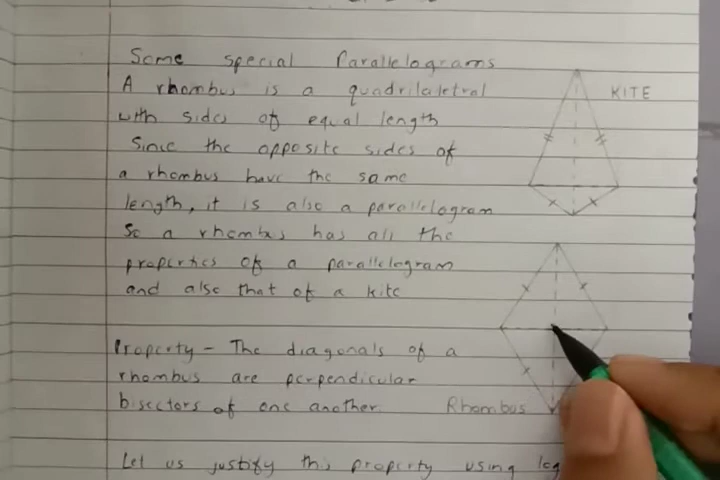 Some special Parallelograms
A rhombus is a quadrilaletral
with sides of equal length
Since the opposite sides of
a rhombus have the same
length, it is also a parallelogram
So a rhombus has all the
properties of a parallelogram
and also that of a kite
Property - The diagonals of a
rhombus are perpendicular
bisectors of one another.
Let us justify this property using
KITE
Rhombus